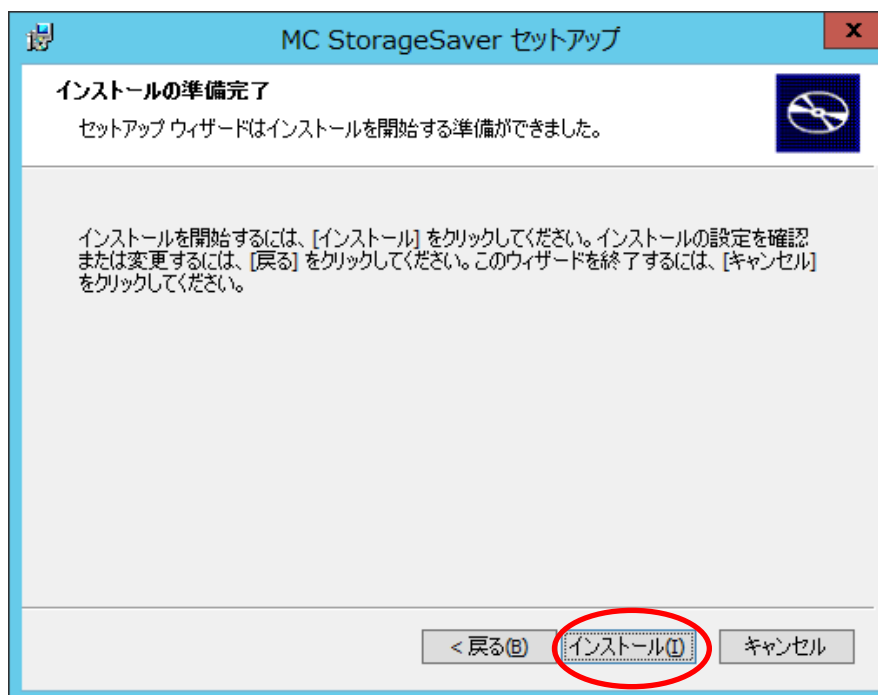 MC StorageSaver セットアップ
x
インストールの準備完了
セットアップ ウィザードはインストールを開始する準備ができました。
インストールを開始するには、[インストール] をクリックしてください。インストールの設定を確認
または変更するには、[戻る] をクリックしてください。このウィザードを終了するには、[キャンセル]
をクリックしてください。
< 戻る(B) インストール(I) キャンセル